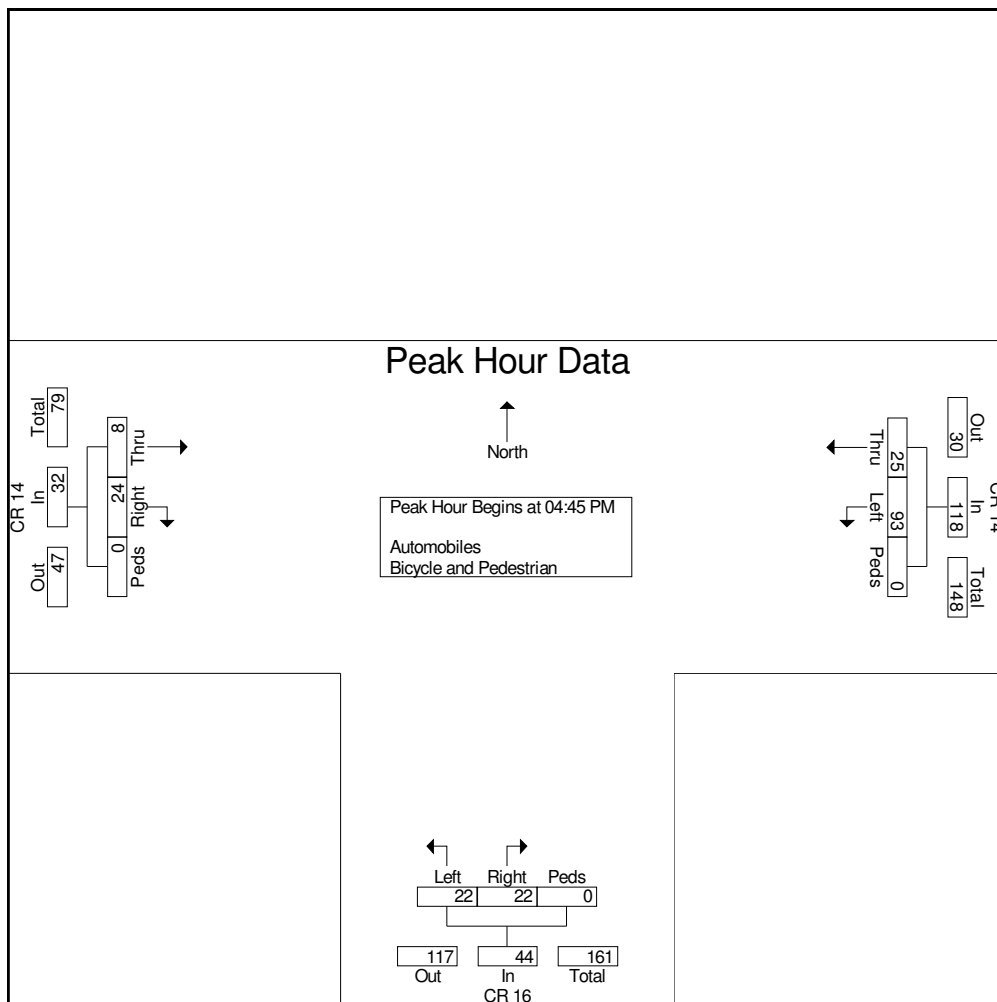 Peak Hour Data
North
Peak Hour Begins at 04:45 PM
Automobiles
Bicycle and Pedestrian
CR 14
Total 79
In 32
Out 47
8 Thru
24 Right
0 Peds
Thru 25
Left 93
Peds 0
Out 30
In 118
Total 148
CR 14
Left Right Peds
22 22 0
117 44 161
Out In Total
CR 16